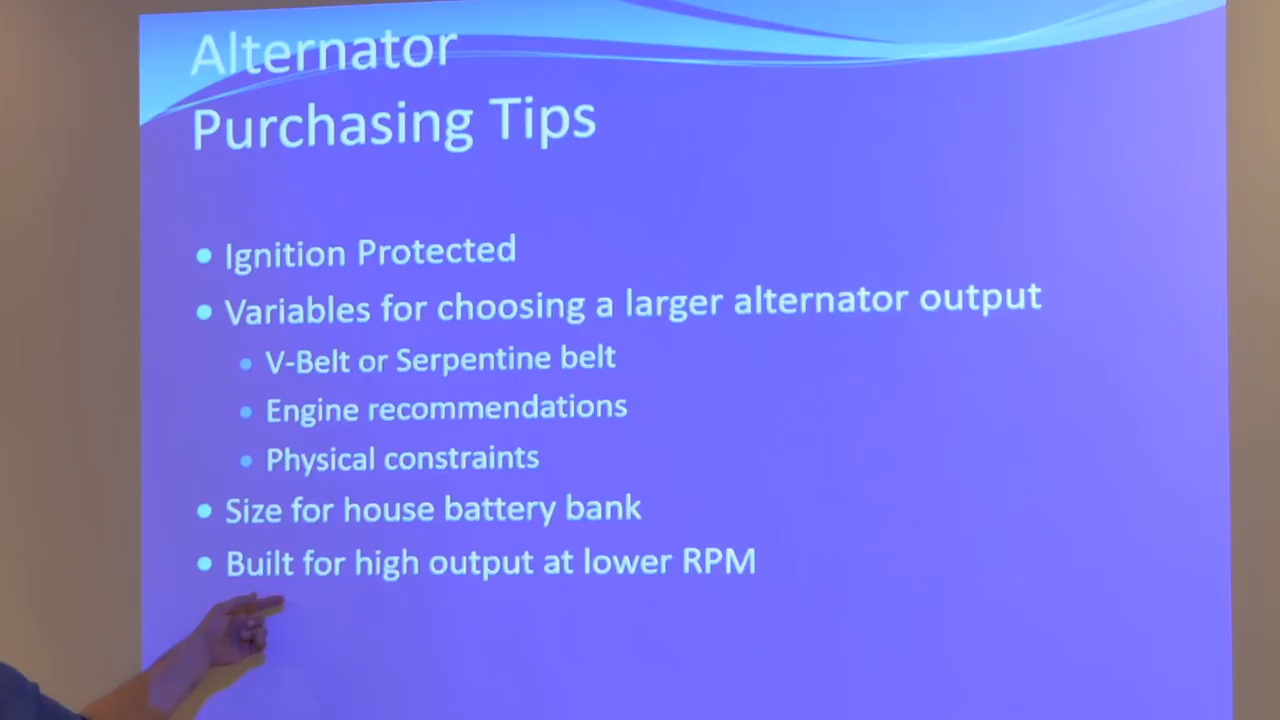 Alternator
Purchasing Tips
• Ignition Protected
• Variables for choosing a larger alternator output
• V-Belt or Serpentine belt
• Engine recommendations
• Physical constraints
• Size for house battery bank
• Built for high output at lower RPM